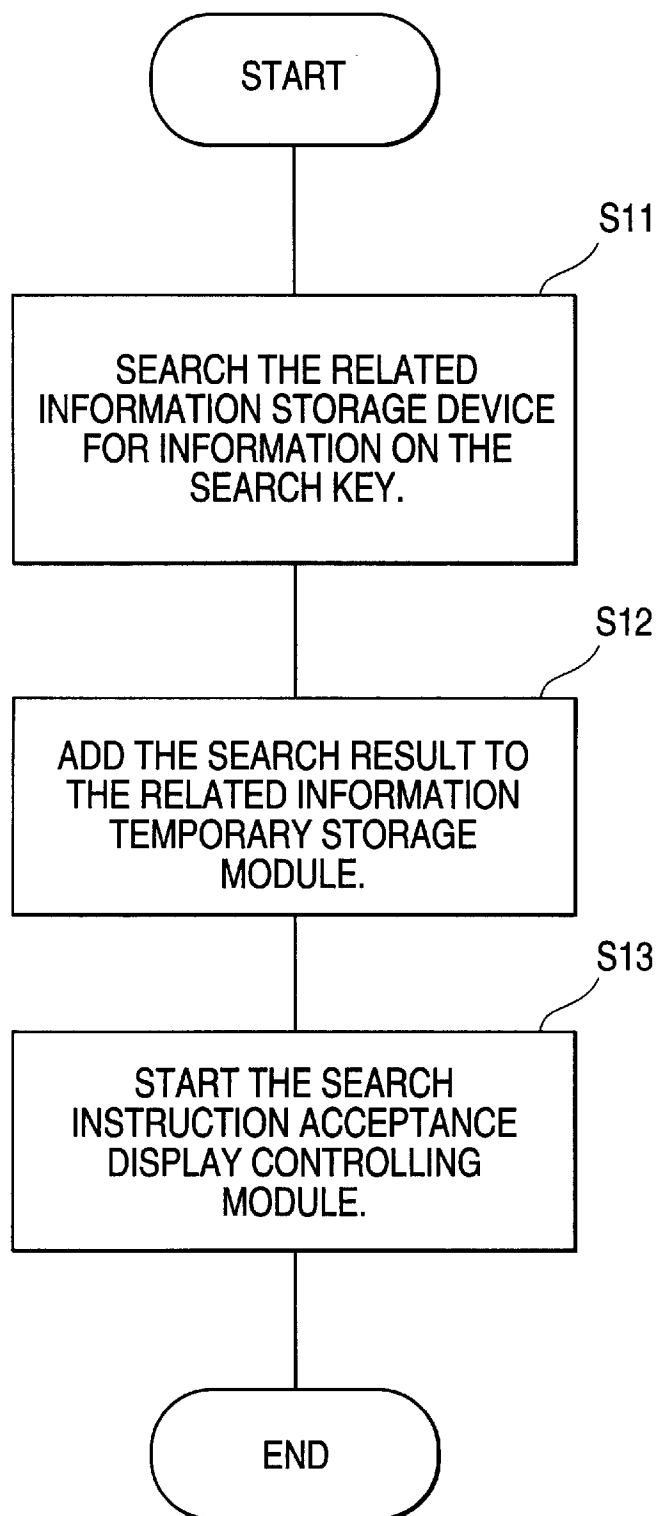 START
S11
SEARCH THE RELATED
INFORMATION STORAGE DEVICE
FOR INFORMATION ON THE
SEARCH KEY.
S12
ADD THE SEARCH RESULT TO
THE RELATED INFORMATION
TEMPORARY STORAGE
MODULE.
S13
START THE SEARCH
INSTRUCTION ACCEPTANCE
DISPLAY CONTROLLING
MODULE.
END